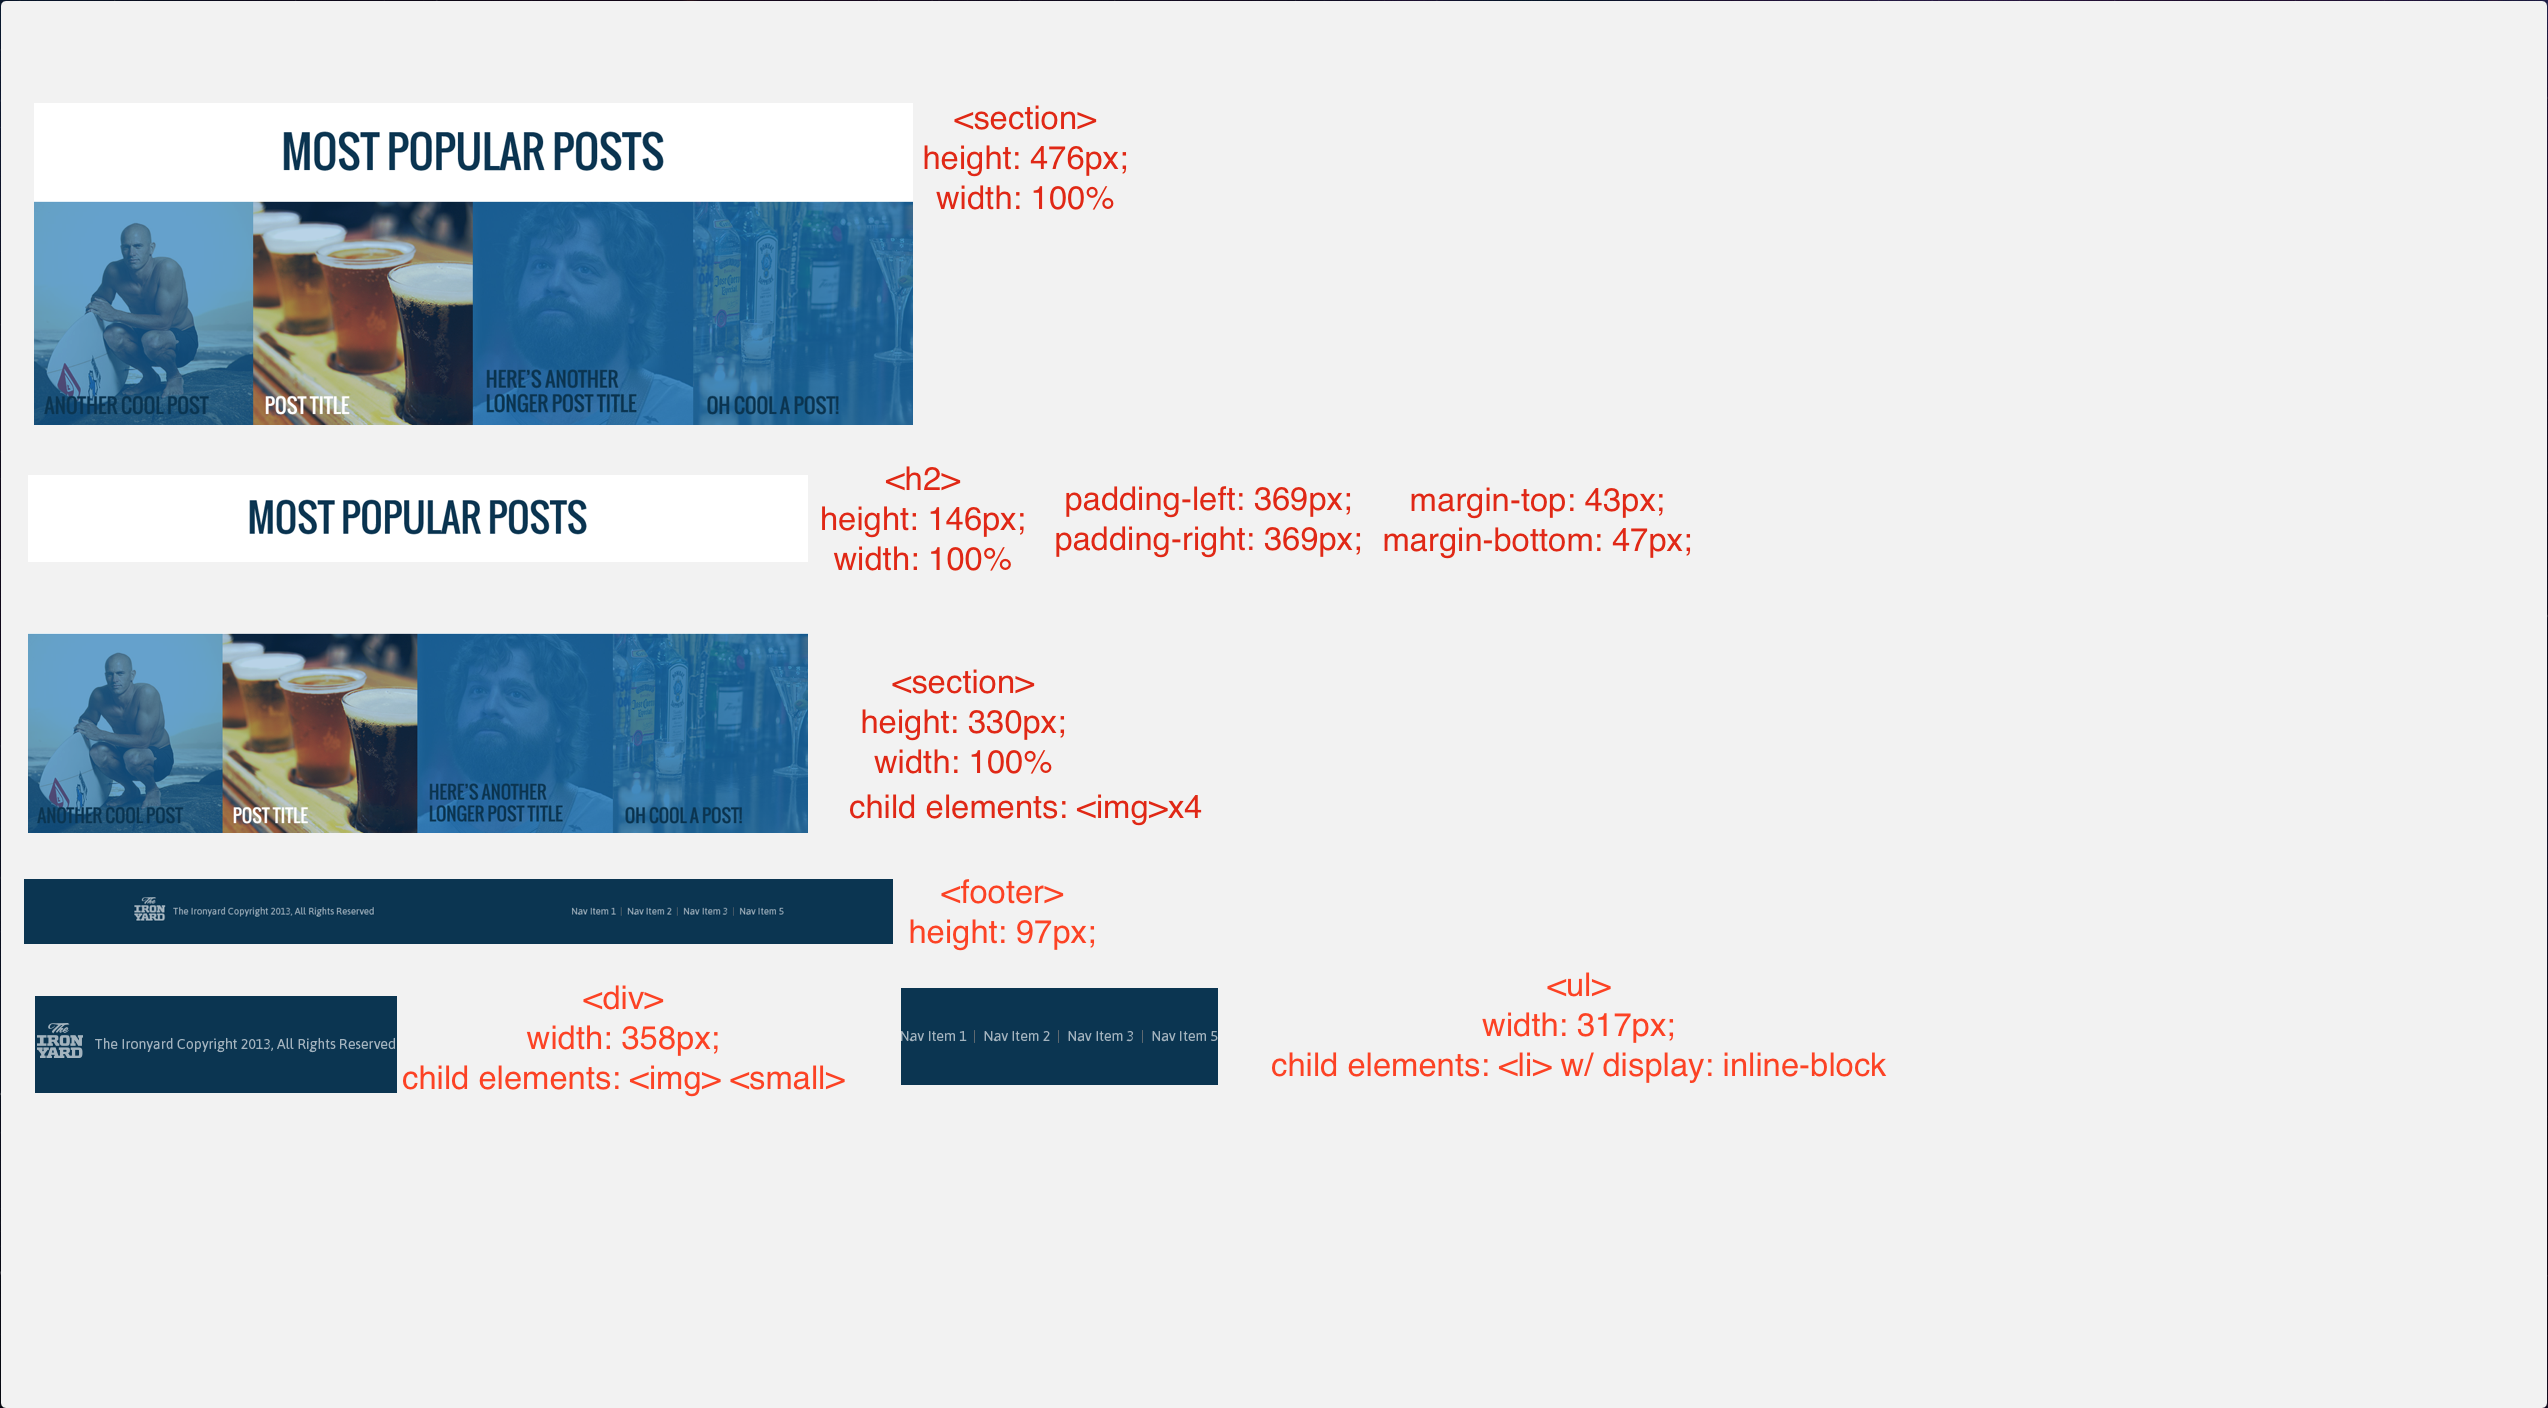 MOST POPULAR POSTS
<section>
height: 476px;
width: 100%
ANOTHER COOL POST
POST TITLE
HERE'S ANOTHER
LONGER POST TITLE
OH COOL A POST!
MOST POPULAR POSTS
<h2>
height: 146px;
width: 100%
padding-left: 369px;
padding-right: 369px;
margin-top: 43px;
margin-bottom: 47px;
ANOTHER COOL POST
POST TITLE
HERE'S ANOTHER
LONGER POST TITLE
OH COOL A POST!
<section>
height: 330px;
width: 100%
child elements: <img>x4
The
IRON
YARD
The Ironyard Copyright 2013, All Rights Reserved
Nav Item 1 | Nav Item 2 | Nav Item 3 | Nav Item 5
<footer>
height: 97px;
The
IRON
YARD
The Ironyard Copyright 2013, All Rights Reserved
<div>
width: 358px;
child elements: <img> <small>
Nav Item 1 | Nav Item 2 | Nav Item 3 | Nav Item 5
<ul>
width: 317px;
child elements: <li> w/ display: inline-block